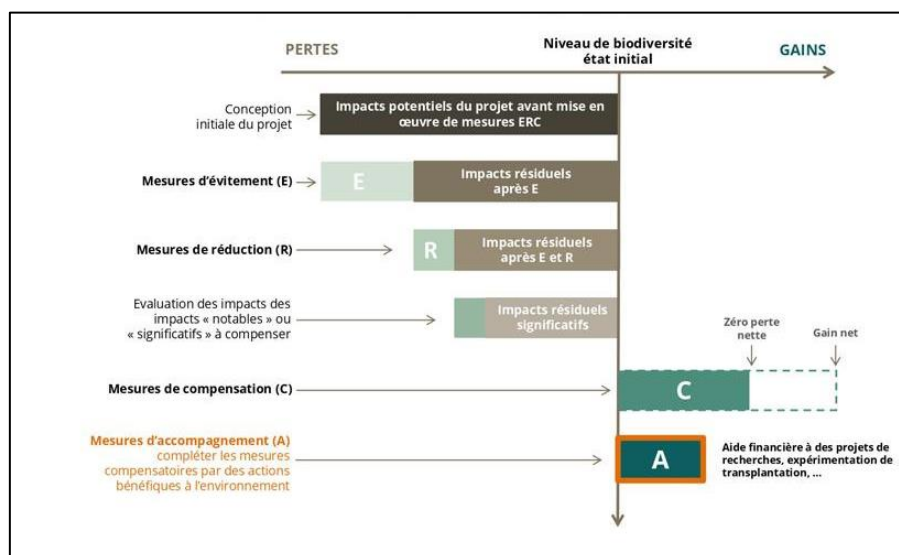 PERTES
Niveau de biodiversité
état initial
GAINS
Conception
initiale du projet
Impacts potentiels du projet avant mise en
œuvre de mesures ERC
Mesures d'évitement (E)
E
Impacts résiduels
après E
Mesures de réduction (R)
R
Impacts résiduels
après E et R
Evaluation des impacts des
impacts « notables » ou
« significatifs » à compenser
Impacts résiduels
significatifs
Zéro perte
nette
Gain net
Mesures de compensation (C)
C
Mesures d'accompagnement (A)
compléter les mesures
compensatoires par des actions
bénéfiques à l'environnement
A
Aide financière à des projets de
recherches, expérimentation de
transplantation, ...